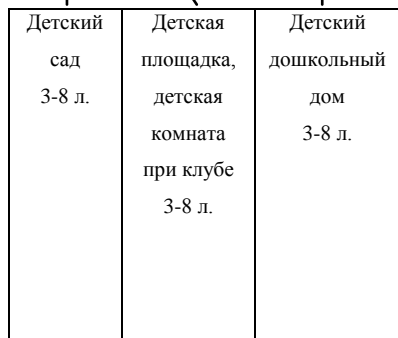 Детский
сад
3-8 л.
Детская
площадка,
детская
комната
при клубе
3-8 л.
Детский
дошкольный
дом
3-8 л.